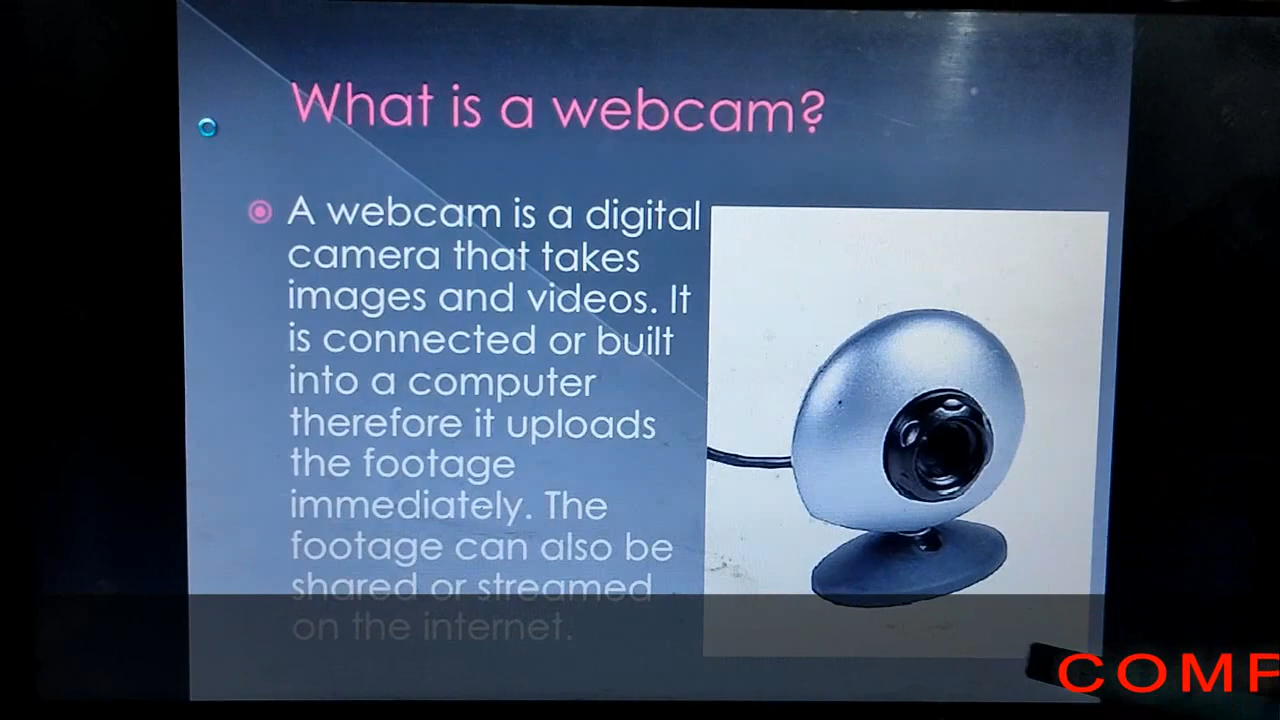 What is a webcam?
A webcam is a digital
camera that takes
images and videos. It
is connected or built
into a computer
therefore it uploads
the footage
immediately. The
footage can also be
shared or streamed
on the internet.
COMP